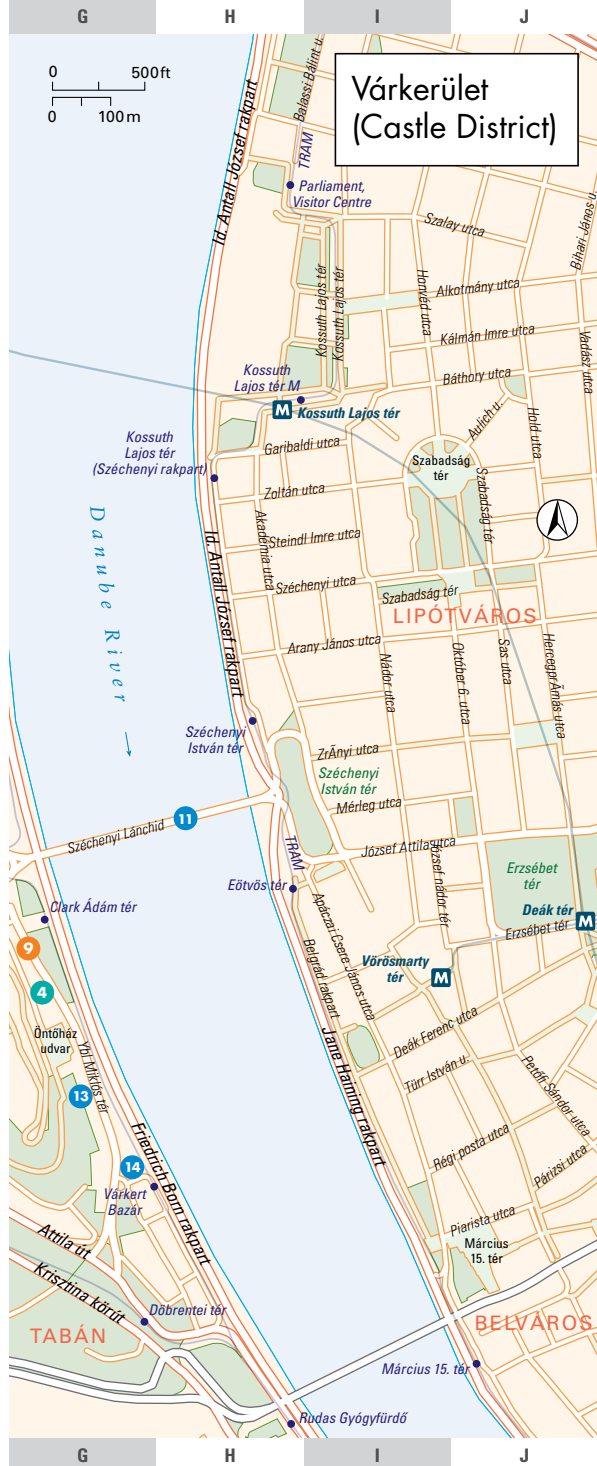 G H I J
0 500 ft
0 100 m
Várkerület
(Castle District)
Balassi Bálint u.
TRAM
Id. Antall József rakpart
Parliament,
Visitor Centre
Szalay utca
Bihari János u.
Kossuth Lajos tér
Kossuth Lajos tér
Honvéd utca
Alkotmány utca
Kálmán Imre utca
Vadász utca
Báthory utca
Kossuth
Lajos tér M
M Kossuth Lajos tér
Aulich u.
Hold utca
Kossuth
Lajos tér
(Széchenyi rakpart)
Garibaldi utca
Szabadság
tér
Zoltán utca
Szabadság tér
Akadémia utca
Steindl Imre utca
Danube River
→
Id. Antall József rakpart
Széchenyi utca
Szabadság tér
LIPÓTVÁROS
Arany János utca
Nádor utca
Október 6. utca
Sas utca
HercegprÃmás utca
Széchenyi
István tér
ZrÃnyi utca
Széchenyi
István tér
Mérleg utca
11
Széchenyi Lánchíd
TRAM
József Attila utca
József nádor tér
Erzsébet
tér
Eötvös tér
Apáczai Csere János utca
Deák tér
M
Clark Ádám tér
Erzsébet tér
Belgrád rakpart
9
Vörösmarty
tér
M
4
Öntőház
udvar
Ybl Miklós tér
Deák Ferenc utca
Jane Haining rakpart
Türr István u.
Petőfi Sándor utca
13
Friedrich Born rakpart
Régi posta utca
Párizsi utca
14
Várkert
Bazár
Piarista utca
Március
15. tér
Attila út
Krisztina körút
Döbrentei tér
TABÁN
BELVÁROS
Március 15. tér
Rudas Gyógyfürdő
G H I J